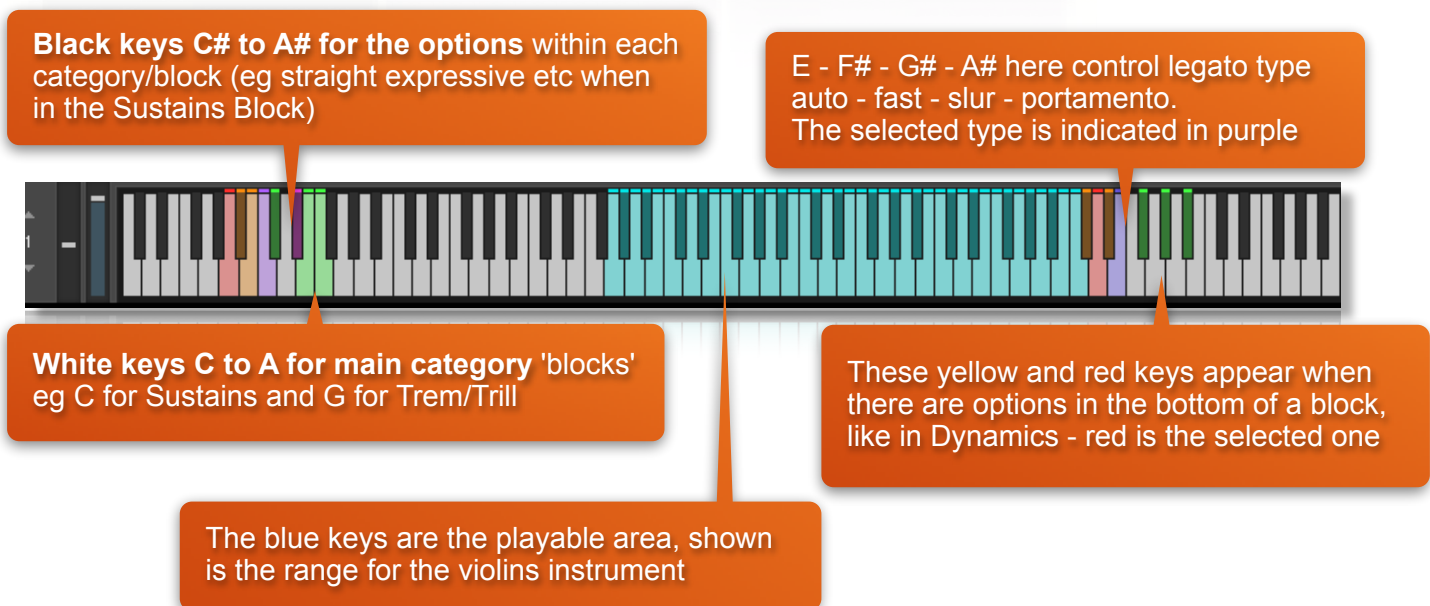 Black keys C# to A# for the options within each
category/block (eg straight expressive etc when
in the Sustains Block)
E - F# - G# - A# here control legato type
auto - fast - slur - portamento.
The selected type is indicated in purple
1
White keys C to A for main category 'blocks'
eg C for Sustains and G for Trem/Trill
These yellow and red keys appear when
there are options in the bottom of a block,
like in Dynamics - red is the selected one
The blue keys are the playable area, shown
is the range for the violins instrument